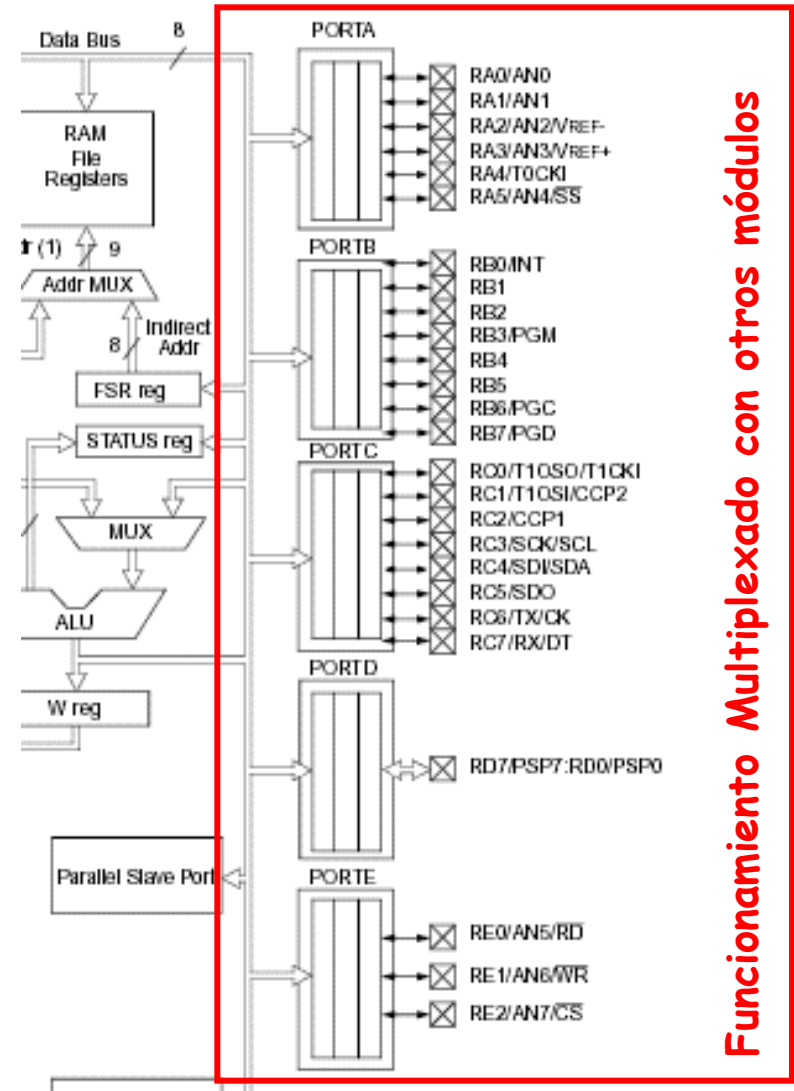 Data Bus
8
RAM
File
Registers
r (1)
9
Addr MUX
8
Indirect
Addr
FSR reg
STATUS reg
MUX
ALU
W reg
Parallel Slave Port
PORTA
RA0/AN0
RA1/AN1
RA2/AN2/VREF-
RA3/AN3/VREF+
RA4/T0CKI
RA5/AN4/SS
PORTB
RB0/INT
RB1
RB2
RB3/PGM
RB4
RB5
RB6/PGC
RB7/PGD
PORTC
RC0/T1OSO/T1CKI
RC1/T1OSI/CCP2
RC2/CCP1
RC3/SCK/SCL
RC4/SDI/SDA
RC5/SDO
RC6/TX/CK
RC7/RX/DT
PORTD
RD7/PSP7:RD0/PSP0
PORTE
RE0/AN5/RD
RE1/AN6/WR
RE2/AN7/CS
Funcionamiento Multiplexado con otros módulos